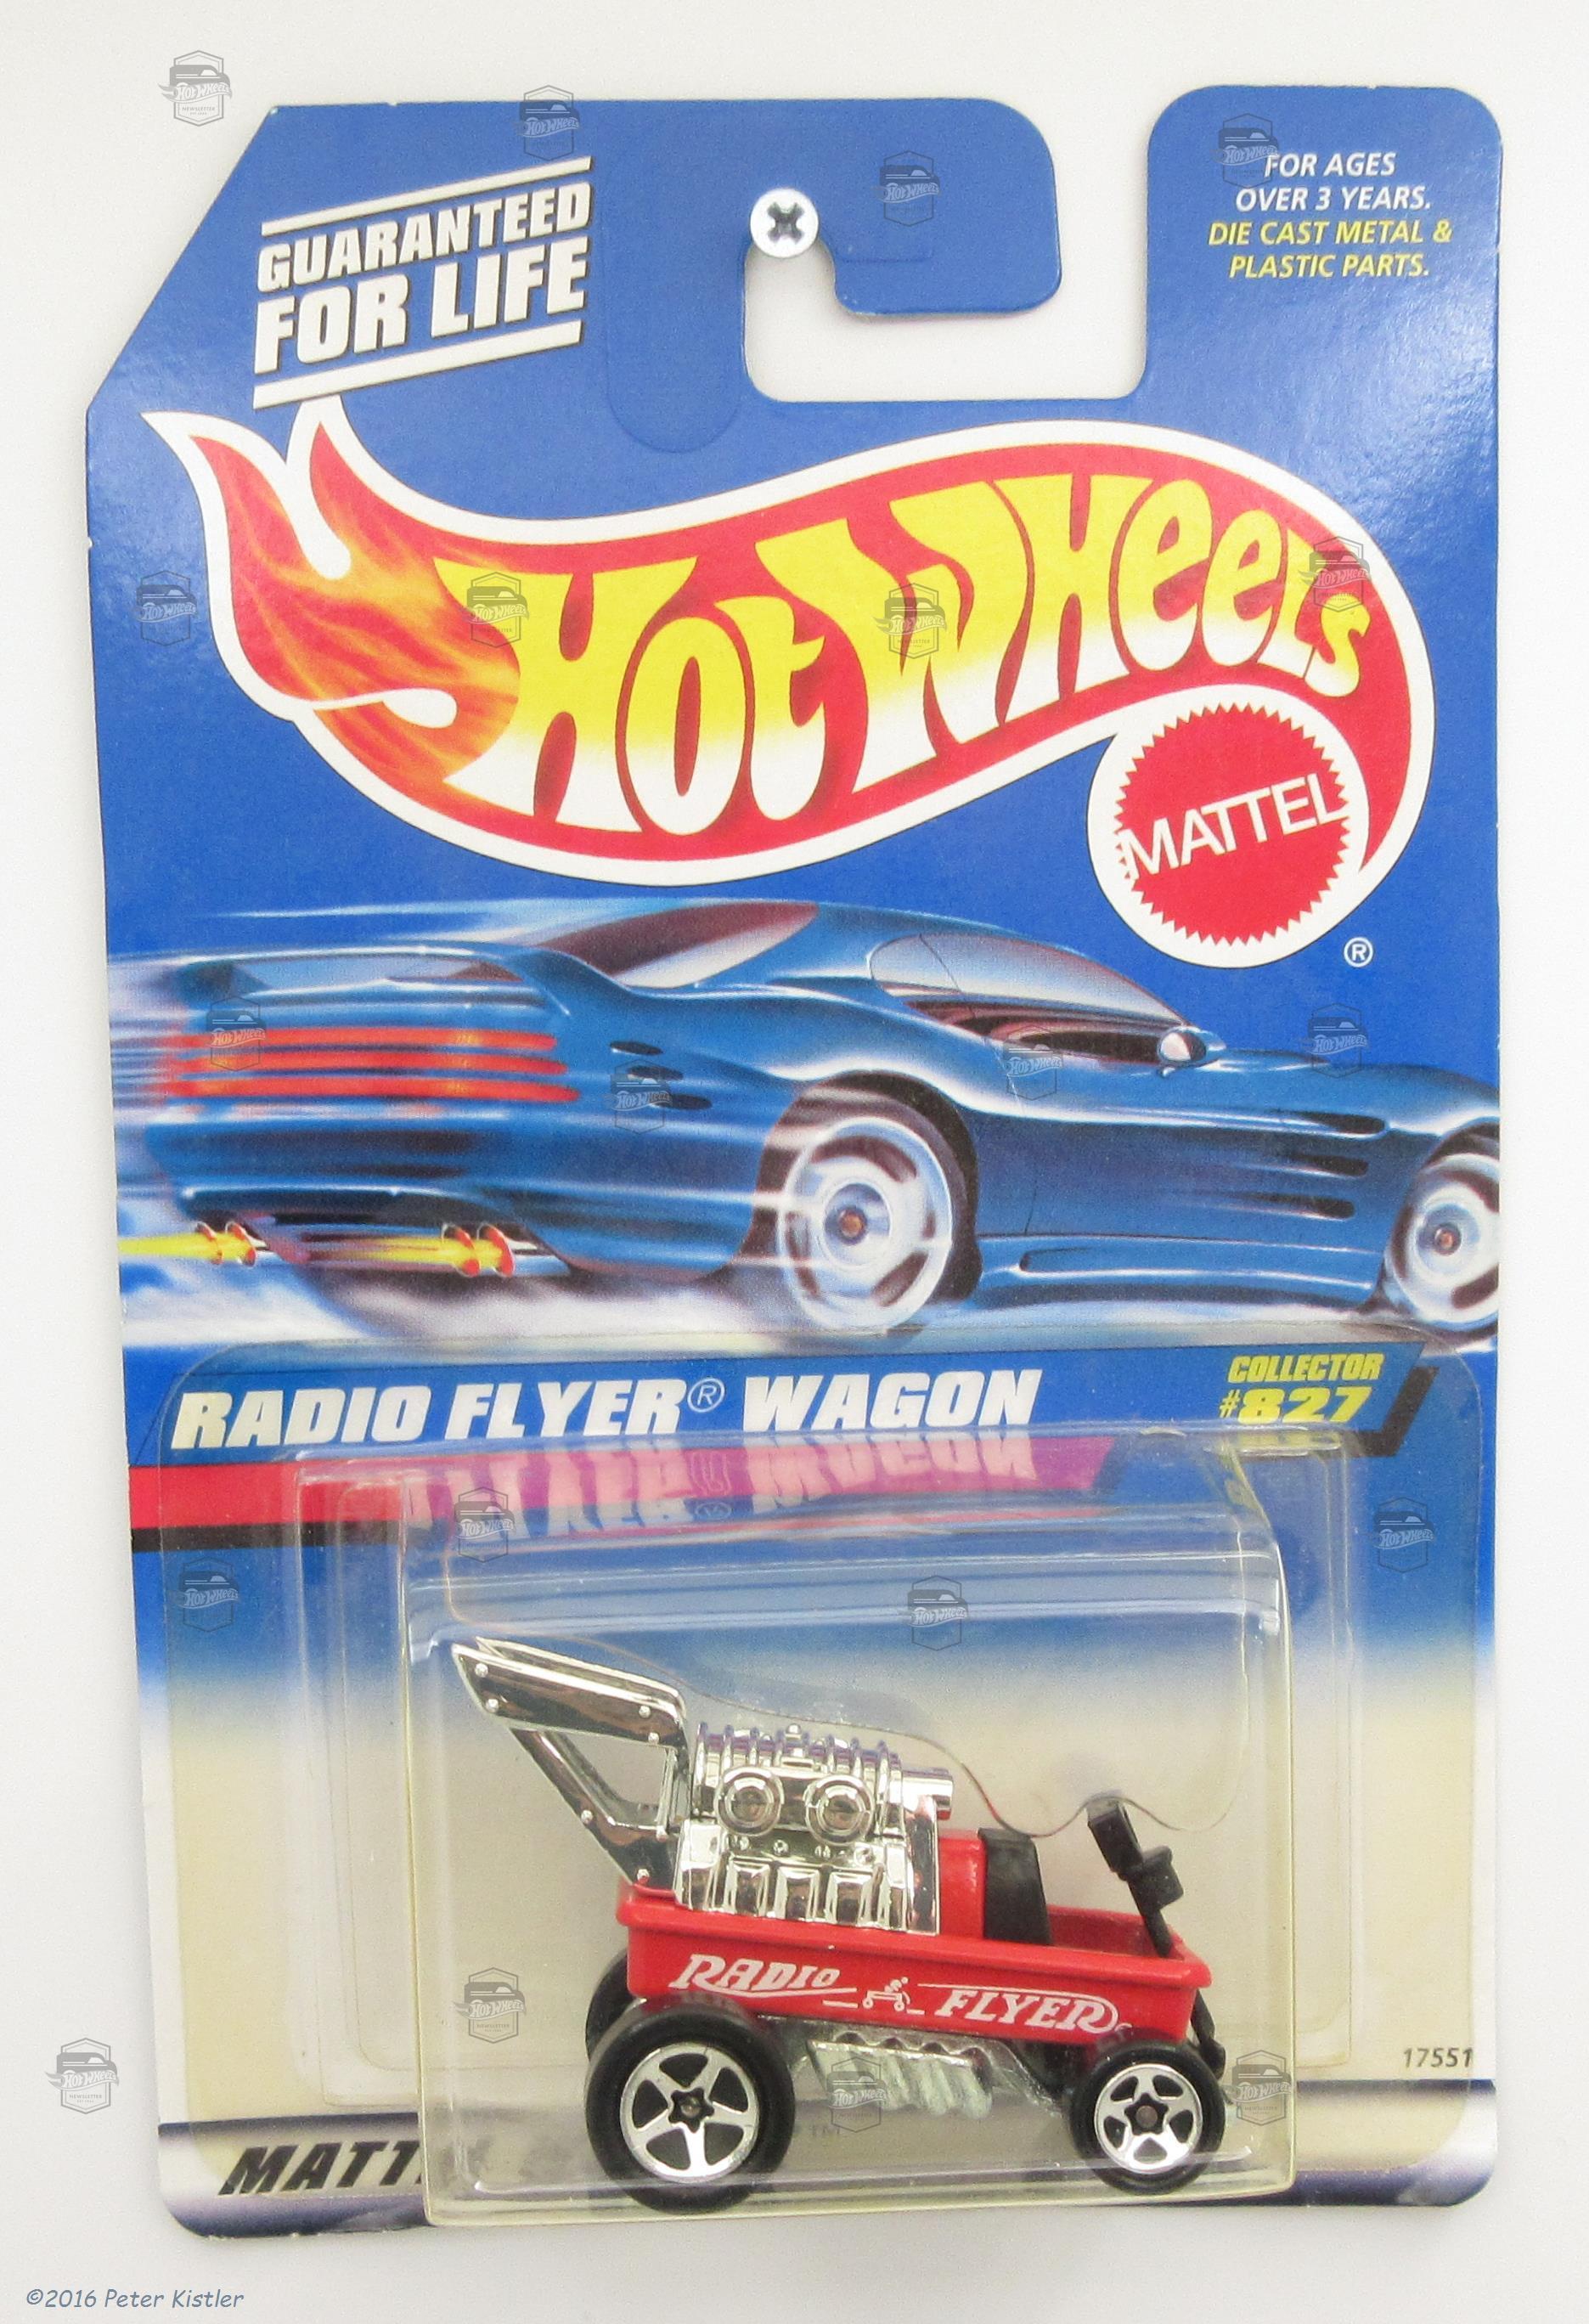 GUARANTEED
FOR LIFE
FOR AGES
OVER 3 YEARS.
DIE CAST METAL &
PLASTIC PARTS.
HOT WHEELS
MATTEL
®
RADIO FLYER® WAGON
COLLECTOR
#827
RADIO FLYER
17551
TM
©2016 Peter Kistler